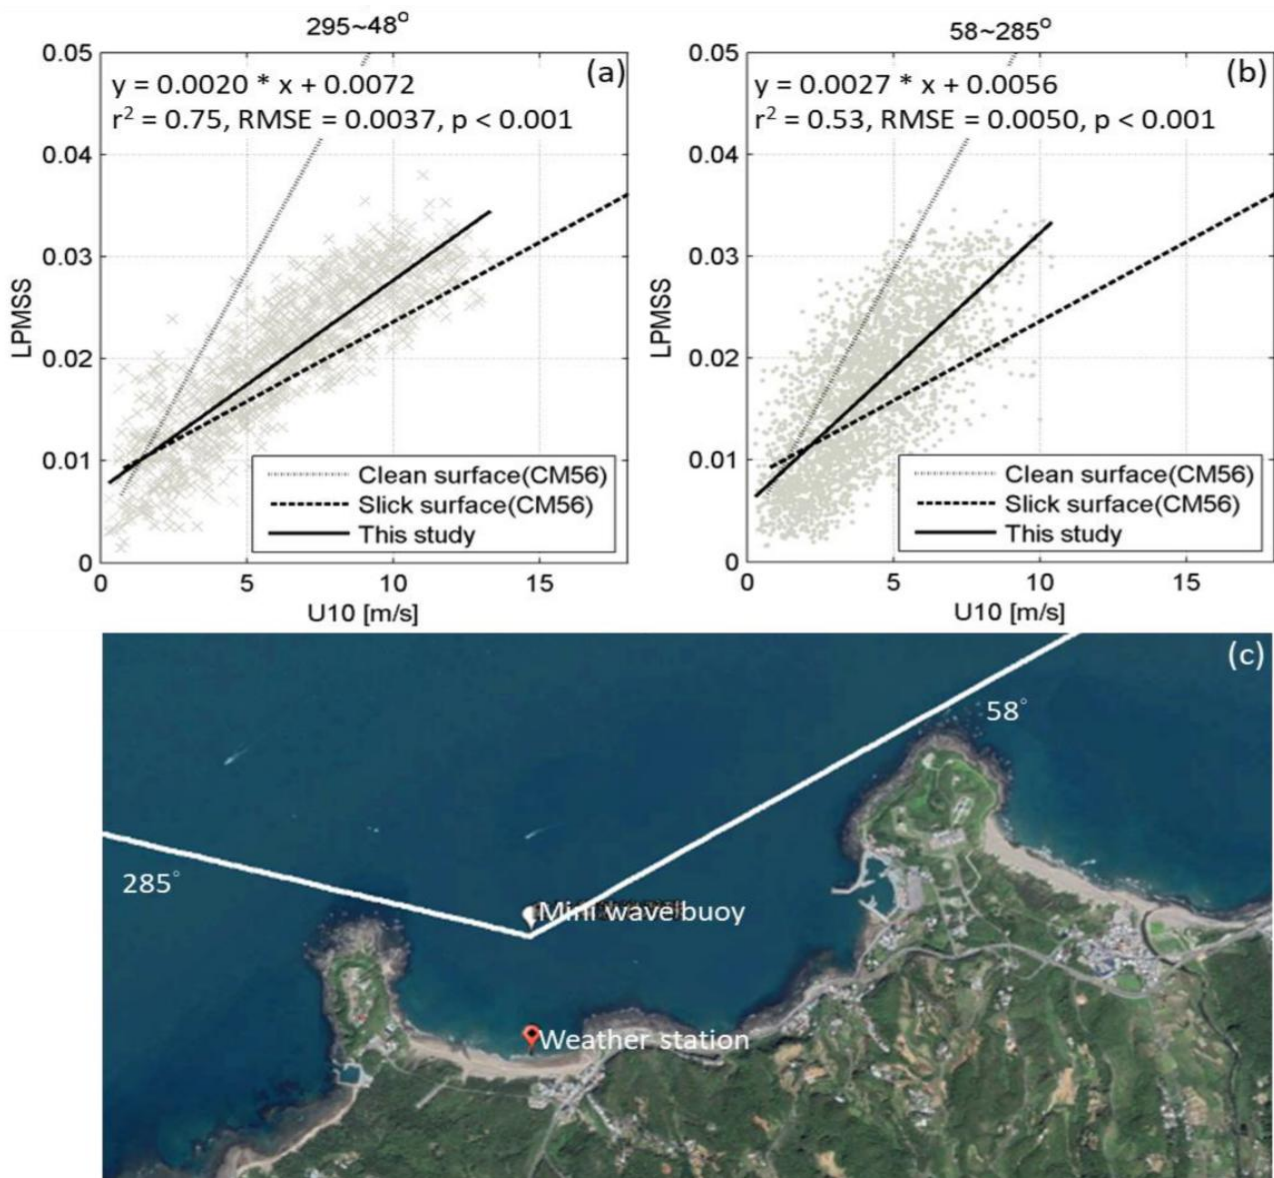 295~48°
(a)
y = 0.0020 * x + 0.0072
r² = 0.75, RMSE = 0.0037, p < 0.001
0.05
0.04
0.03
0.02
0.01
0
LPMSS
Clean surface(CM56)
Slick surface(CM56)
This study
0 5 10 15
U10 [m/s]
58~285°
(b)
y = 0.0027 * x + 0.0056
r² = 0.53, RMSE = 0.0050, p < 0.001
0.05
0.04
0.03
0.02
0.01
0
LPMSS
Clean surface(CM56)
Slick surface(CM56)
This study
0 5 10 15
U10 [m/s]
(c)
58°
285°
Mini wave buoy
Weather station